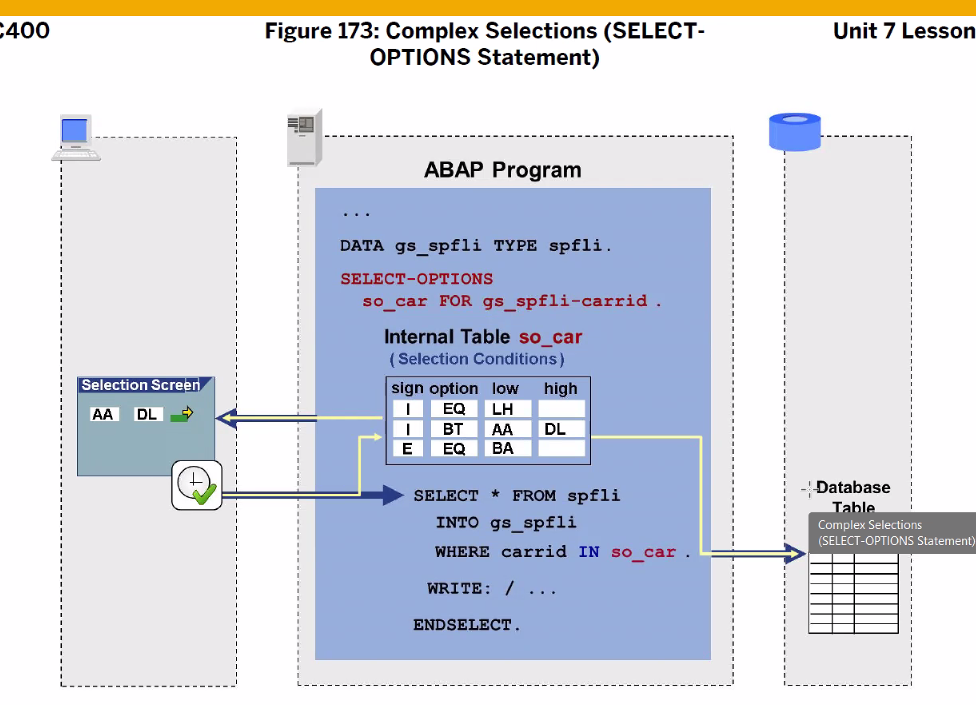 C400
Figure 173: Complex Selections (SELECT-
OPTIONS Statement)
Unit 7 Lesson
ABAP Program
...
DATA gs_spfli TYPE spfli.
SELECT-OPTIONS
so_car FOR gs_spfli-carrid .
Internal Table so_car
( Selection Conditions )
sign option low high
I EQ LH
I BT AA DL
E EQ BA
Selection Screen
AA DL
SELECT * FROM spfli
INTO gs_spfli
WHERE carrid IN so_car .
WRITE: / ...
ENDSELECT.
Database
Table
Complex Selections
(SELECT-OPTIONS Statement)